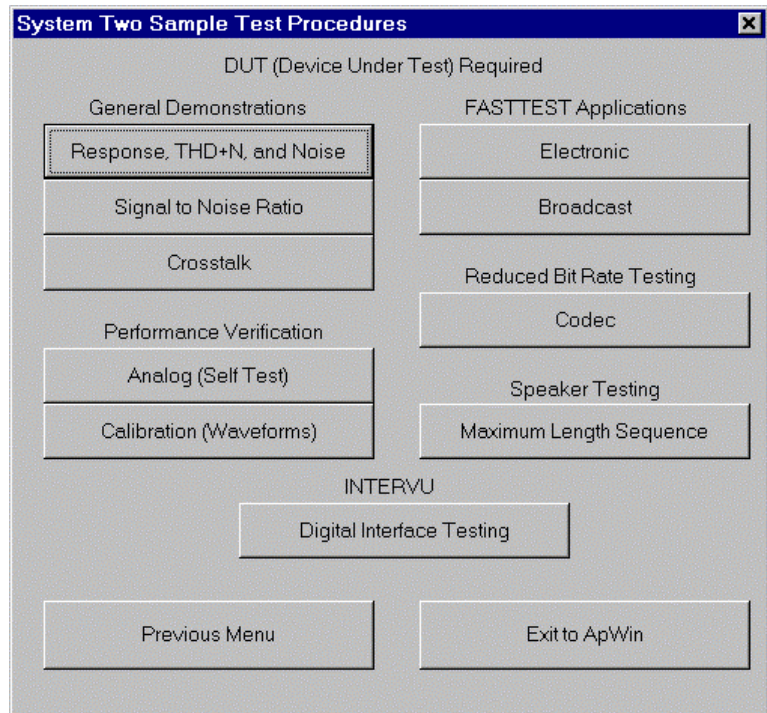 System Two Sample Test Procedures
DUT (Device Under Test) Required
General Demonstrations
Response, THD+N, and Noise
Signal to Noise Ratio
Crosstalk
Performance Verification
Analog (Self Test)
Calibration (Waveforms)
FASTTEST Applications
Electronic
Broadcast
Reduced Bit Rate Testing
Codec
Speaker Testing
Maximum Length Sequence
INTERVU
Digital Interface Testing
Previous Menu
Exit to ApWin